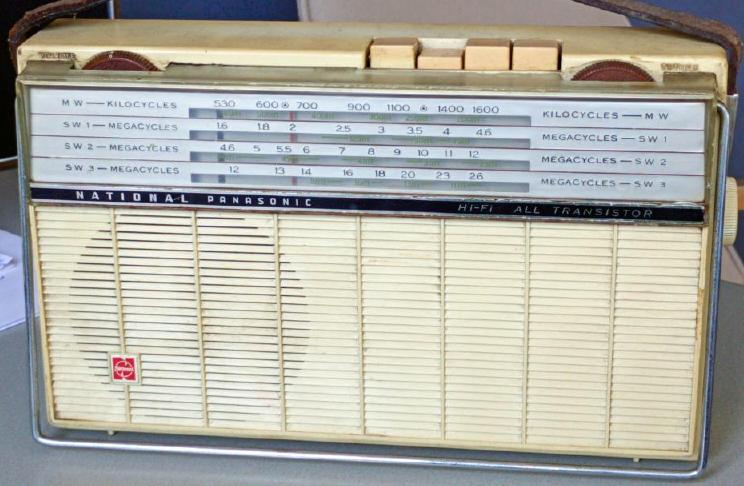 MW — KILOCYCLES 530 600 700 900 1100 1400 1600 KILOCYCLES — MW
SW 1 — MEGACYCLES 1.6 1.8 2 2.5 3 3.5 4 4.6 MEGACYCLES — SW 1
SW 2 — MEGACYCLES 4.6 5 5.5 6 7 8 9 10 11 12 MEGACYCLES — SW 2
SW 3 — MEGACYCLES 12 13 14 16 18 20 23 26 MEGACYCLES — SW 3
NATIONAL PANASONIC HI-FI ALL TRANSISTOR